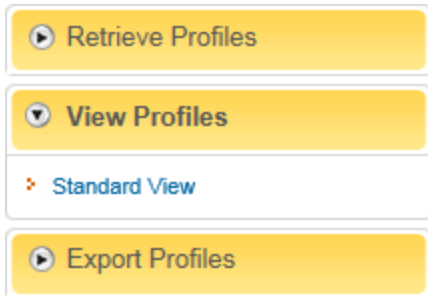 Retrieve Profiles
View Profiles
Standard View
Export Profiles